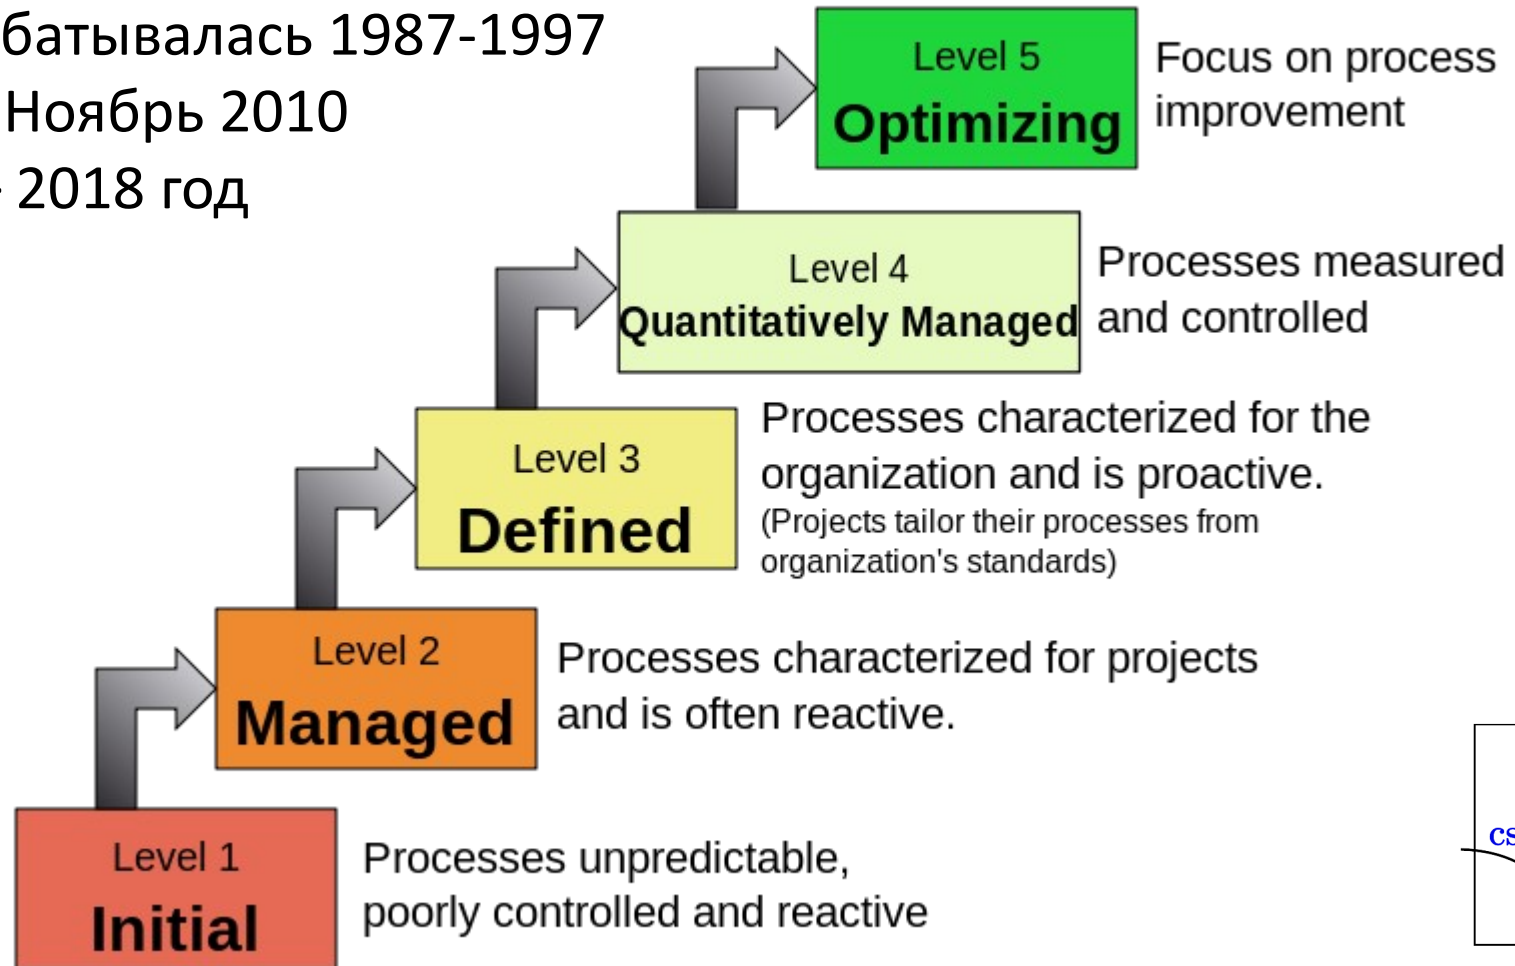 батывалась 1987-1997
Ноябрь 2010
2018 год
Level 5
Optimizing
Focus on process
improvement
Level 4
Quantitatively Managed
Processes measured
and controlled
Level 3
Defined
Processes characterized for the
organization and is proactive.
(Projects tailor their processes from
organization's standards)
Level 2
Managed
Processes characterized for projects
and is often reactive.
Level 1
Initial
Processes unpredictable,
poorly controlled and reactive
cs